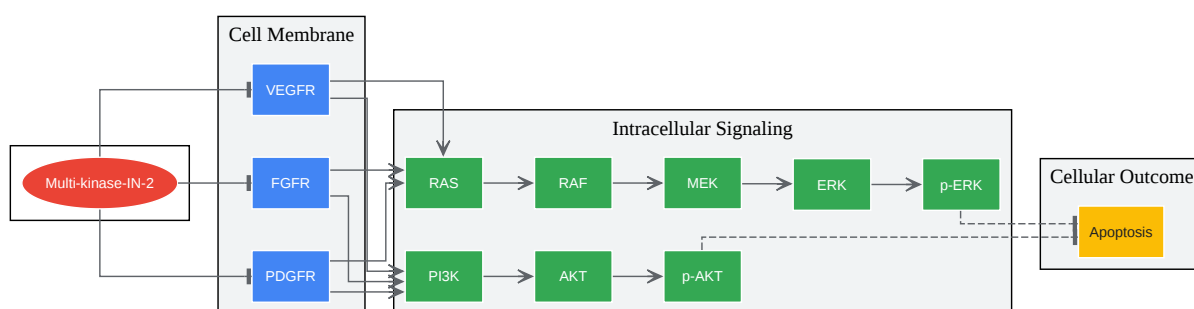 Cell Membrane
VEGFR
Intracellular Signaling
Multi-kinase-IN-2
FGFR
RAS
RAF
MEK
ERK
p-ERK
Cellular Outcome
Apoptosis
PDGFR
PI3K
AKT
p-AKT